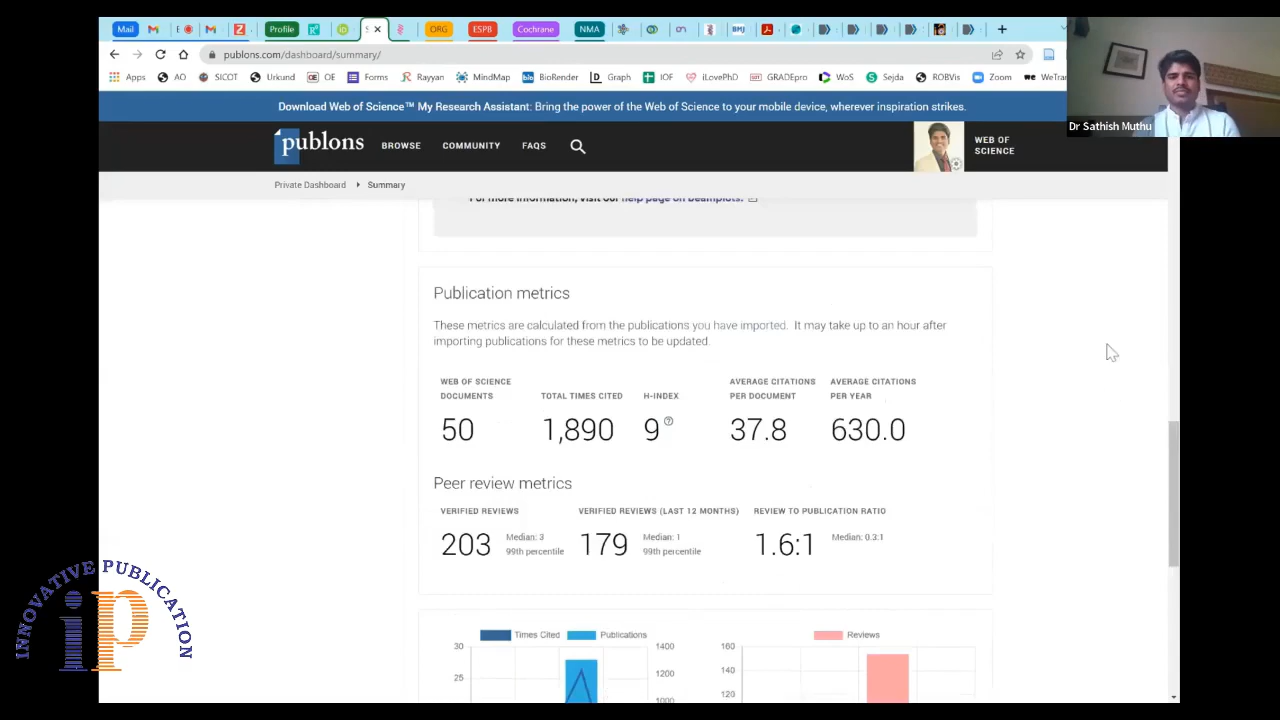 Mail
Profile
ORG
ESPB
Cochrane
NMA
BMJ
publons.com/dashboard/summary/
Apps AO SICOT Urkund OE Forms Rayyan MindMap BioRender Graph IOF iLovePhD GRADEpro WoS Sejda ROBVis Zoom WeTra
Dr Sathish Muthu
Download Web of Science™ My Research Assistant: Bring the power of the Web of Science to your mobile device, wherever inspiration strikes.
publons BROWSE COMMUNITY FAQS
WEB OF
SCIENCE
Private Dashboard Summary
For more information, visit our help page on Beamplots.
Publication metrics
These metrics are calculated from the publications you have imported. It may take up to an hour after
importing publications for these metrics to be updated.
WEB OF SCIENCE
DOCUMENTS
TOTAL TIMES CITED
H-INDEX
AVERAGE CITATIONS
PER DOCUMENT
AVERAGE CITATIONS
PER YEAR
50 1,890 9 37.8 630.0
Peer review metrics
VERIFIED REVIEWS VERIFIED REVIEWS (LAST 12 MONTHS) REVIEW TO PUBLICATION RATIO
203
Median: 3
99th percentile
179
Median: 1
99th percentile
1.6:1
Median: 0.3:1
Times Cited Publications
30 1400
25 1200
1000
Reviews
160
140
120
INNOVATIVE PUBLICATION
ip